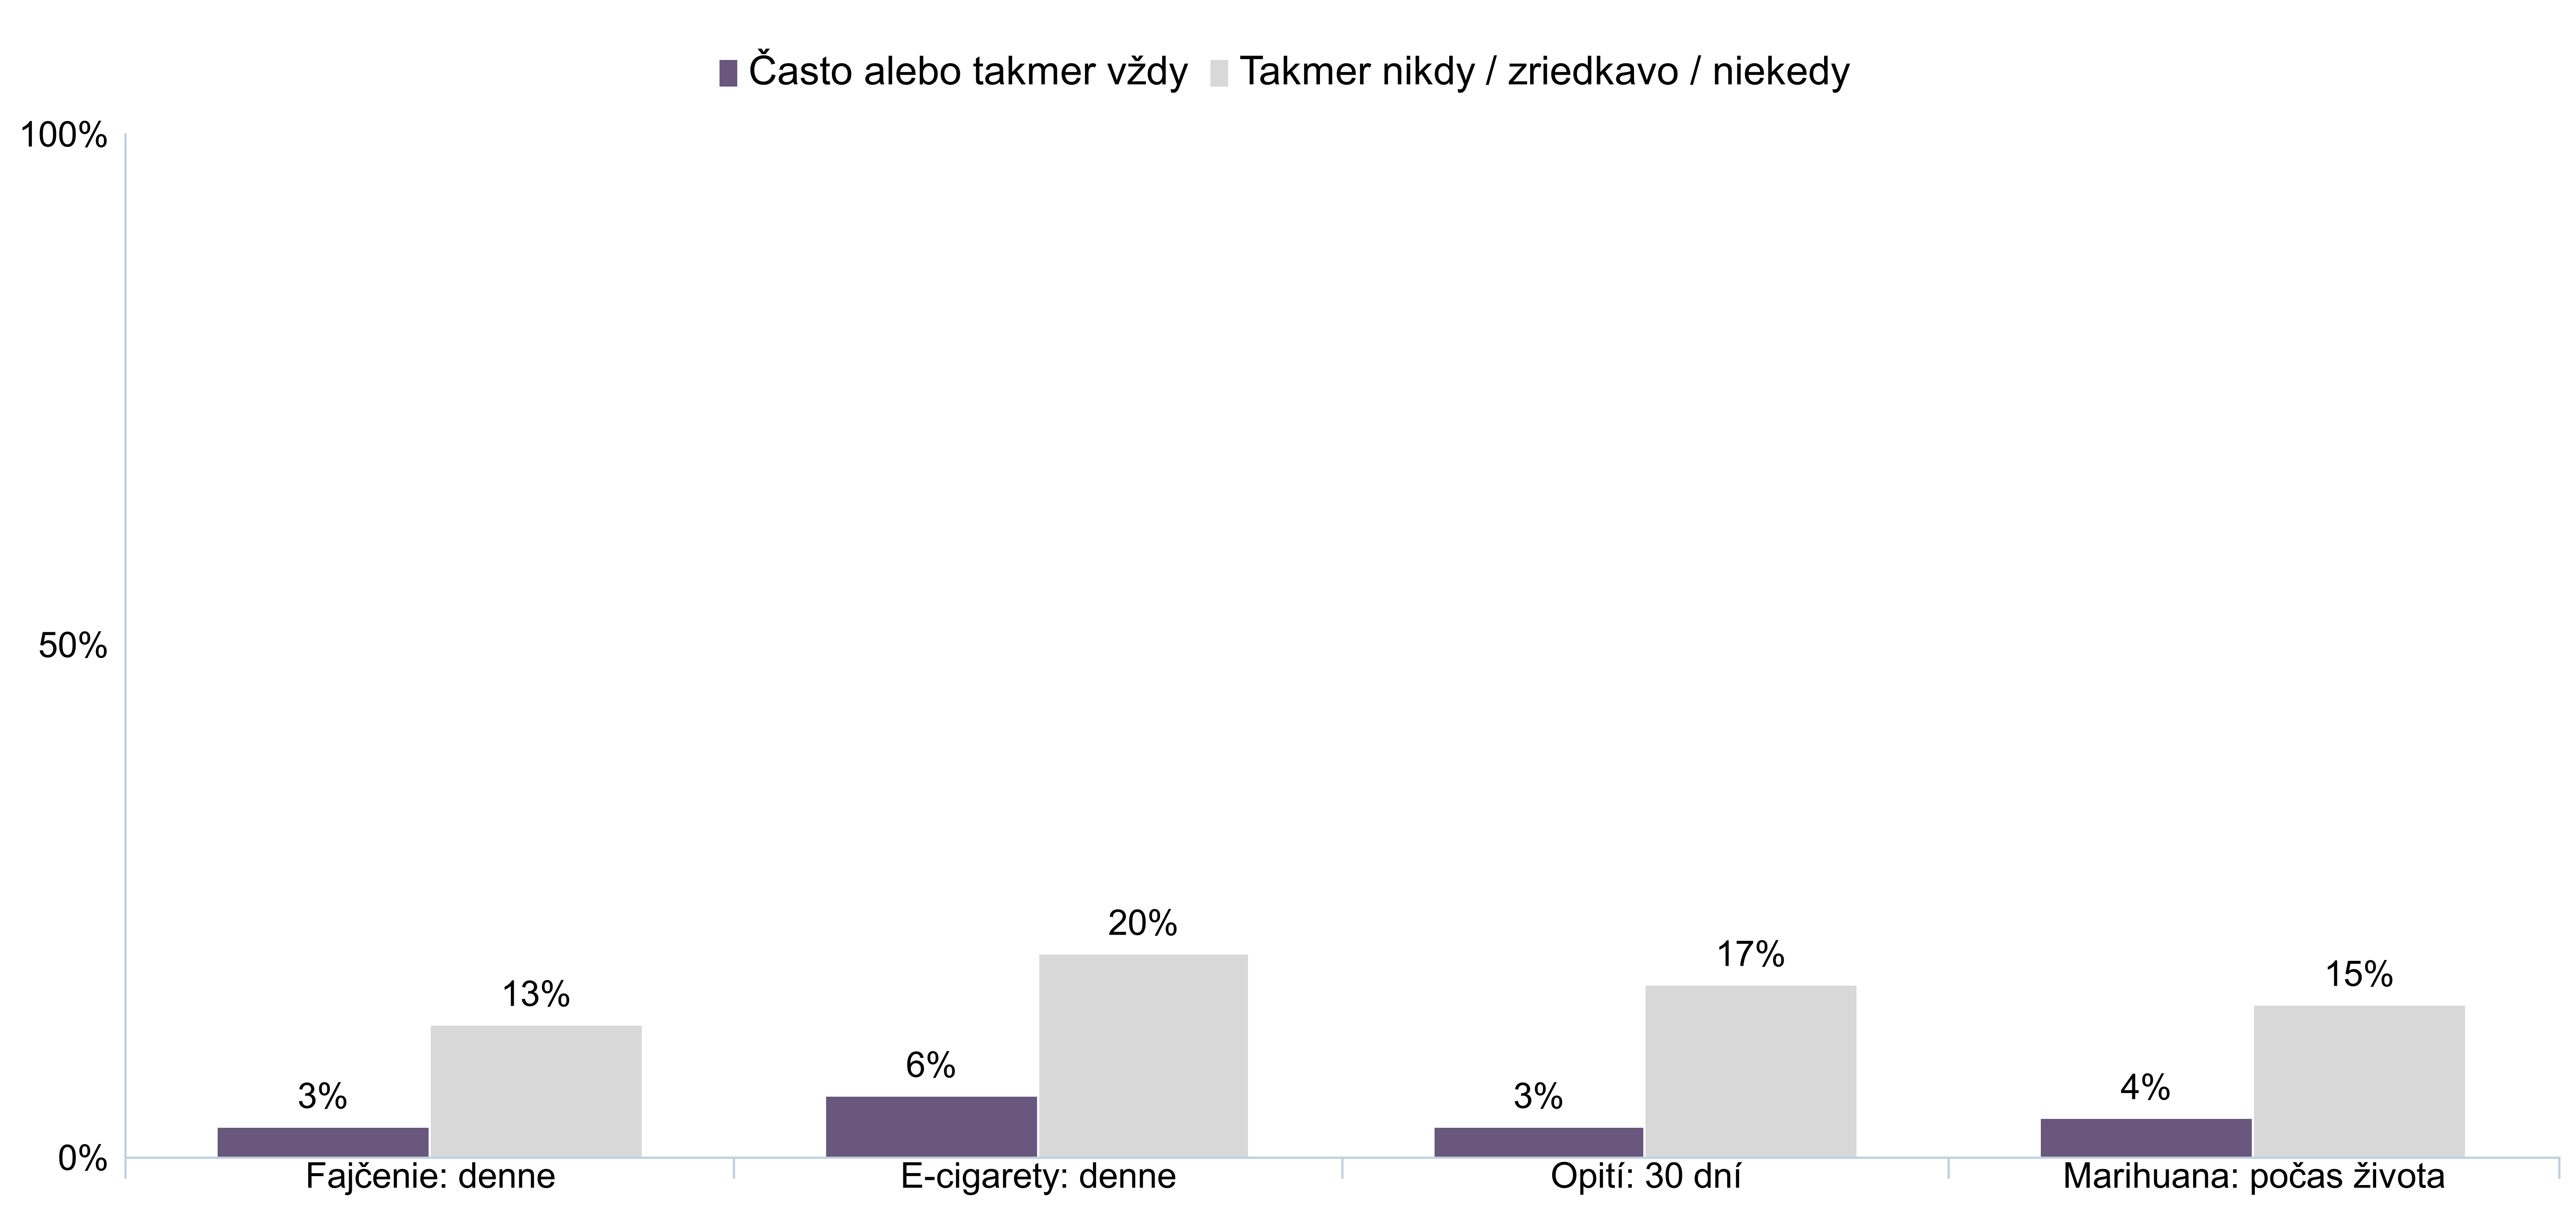 Často alebo takmer vždy Takmer nikdy / zriedkavo / niekedy
100%
50%
0%
3%
13%
6%
20%
3%
17%
4%
15%
Fajčenie: denne
E-cigarety: denne
Opití: 30 dní
Marihuana: počas života